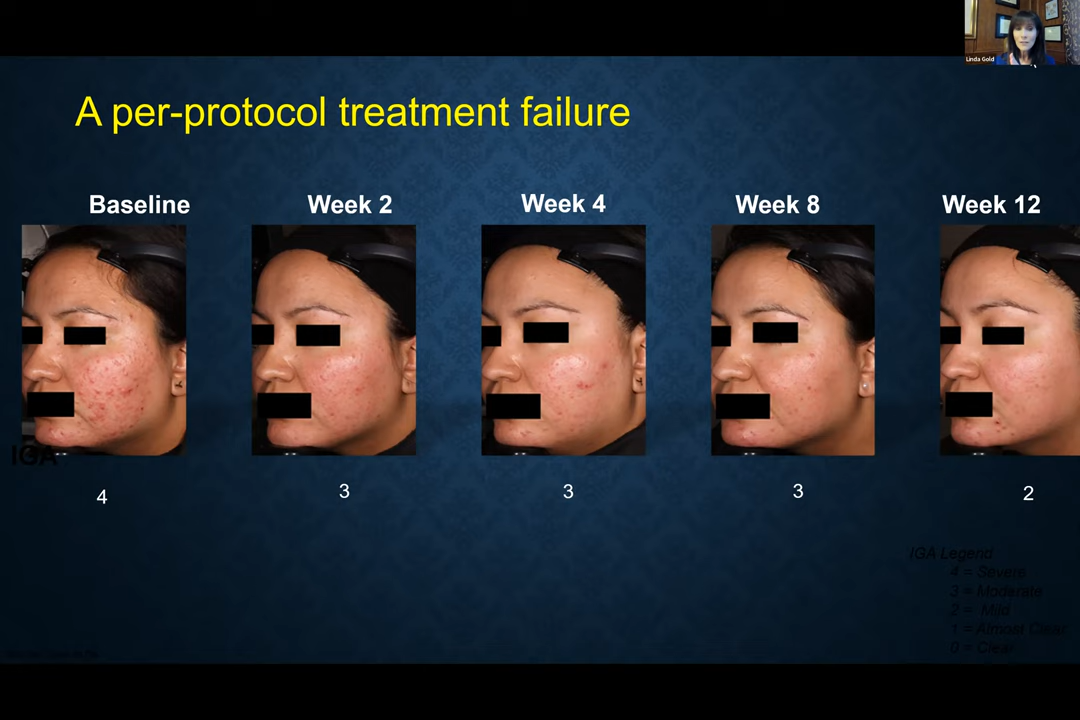 Linda Gold
A per-protocol treatment failure
Baseline Week 2 Week 4 Week 8 Week 12
IGA
4 3 3 3 2
IGA Legend
4 = Severe
3 = Moderate
2 = Mild
1 = Almost Clear
0 = Clear